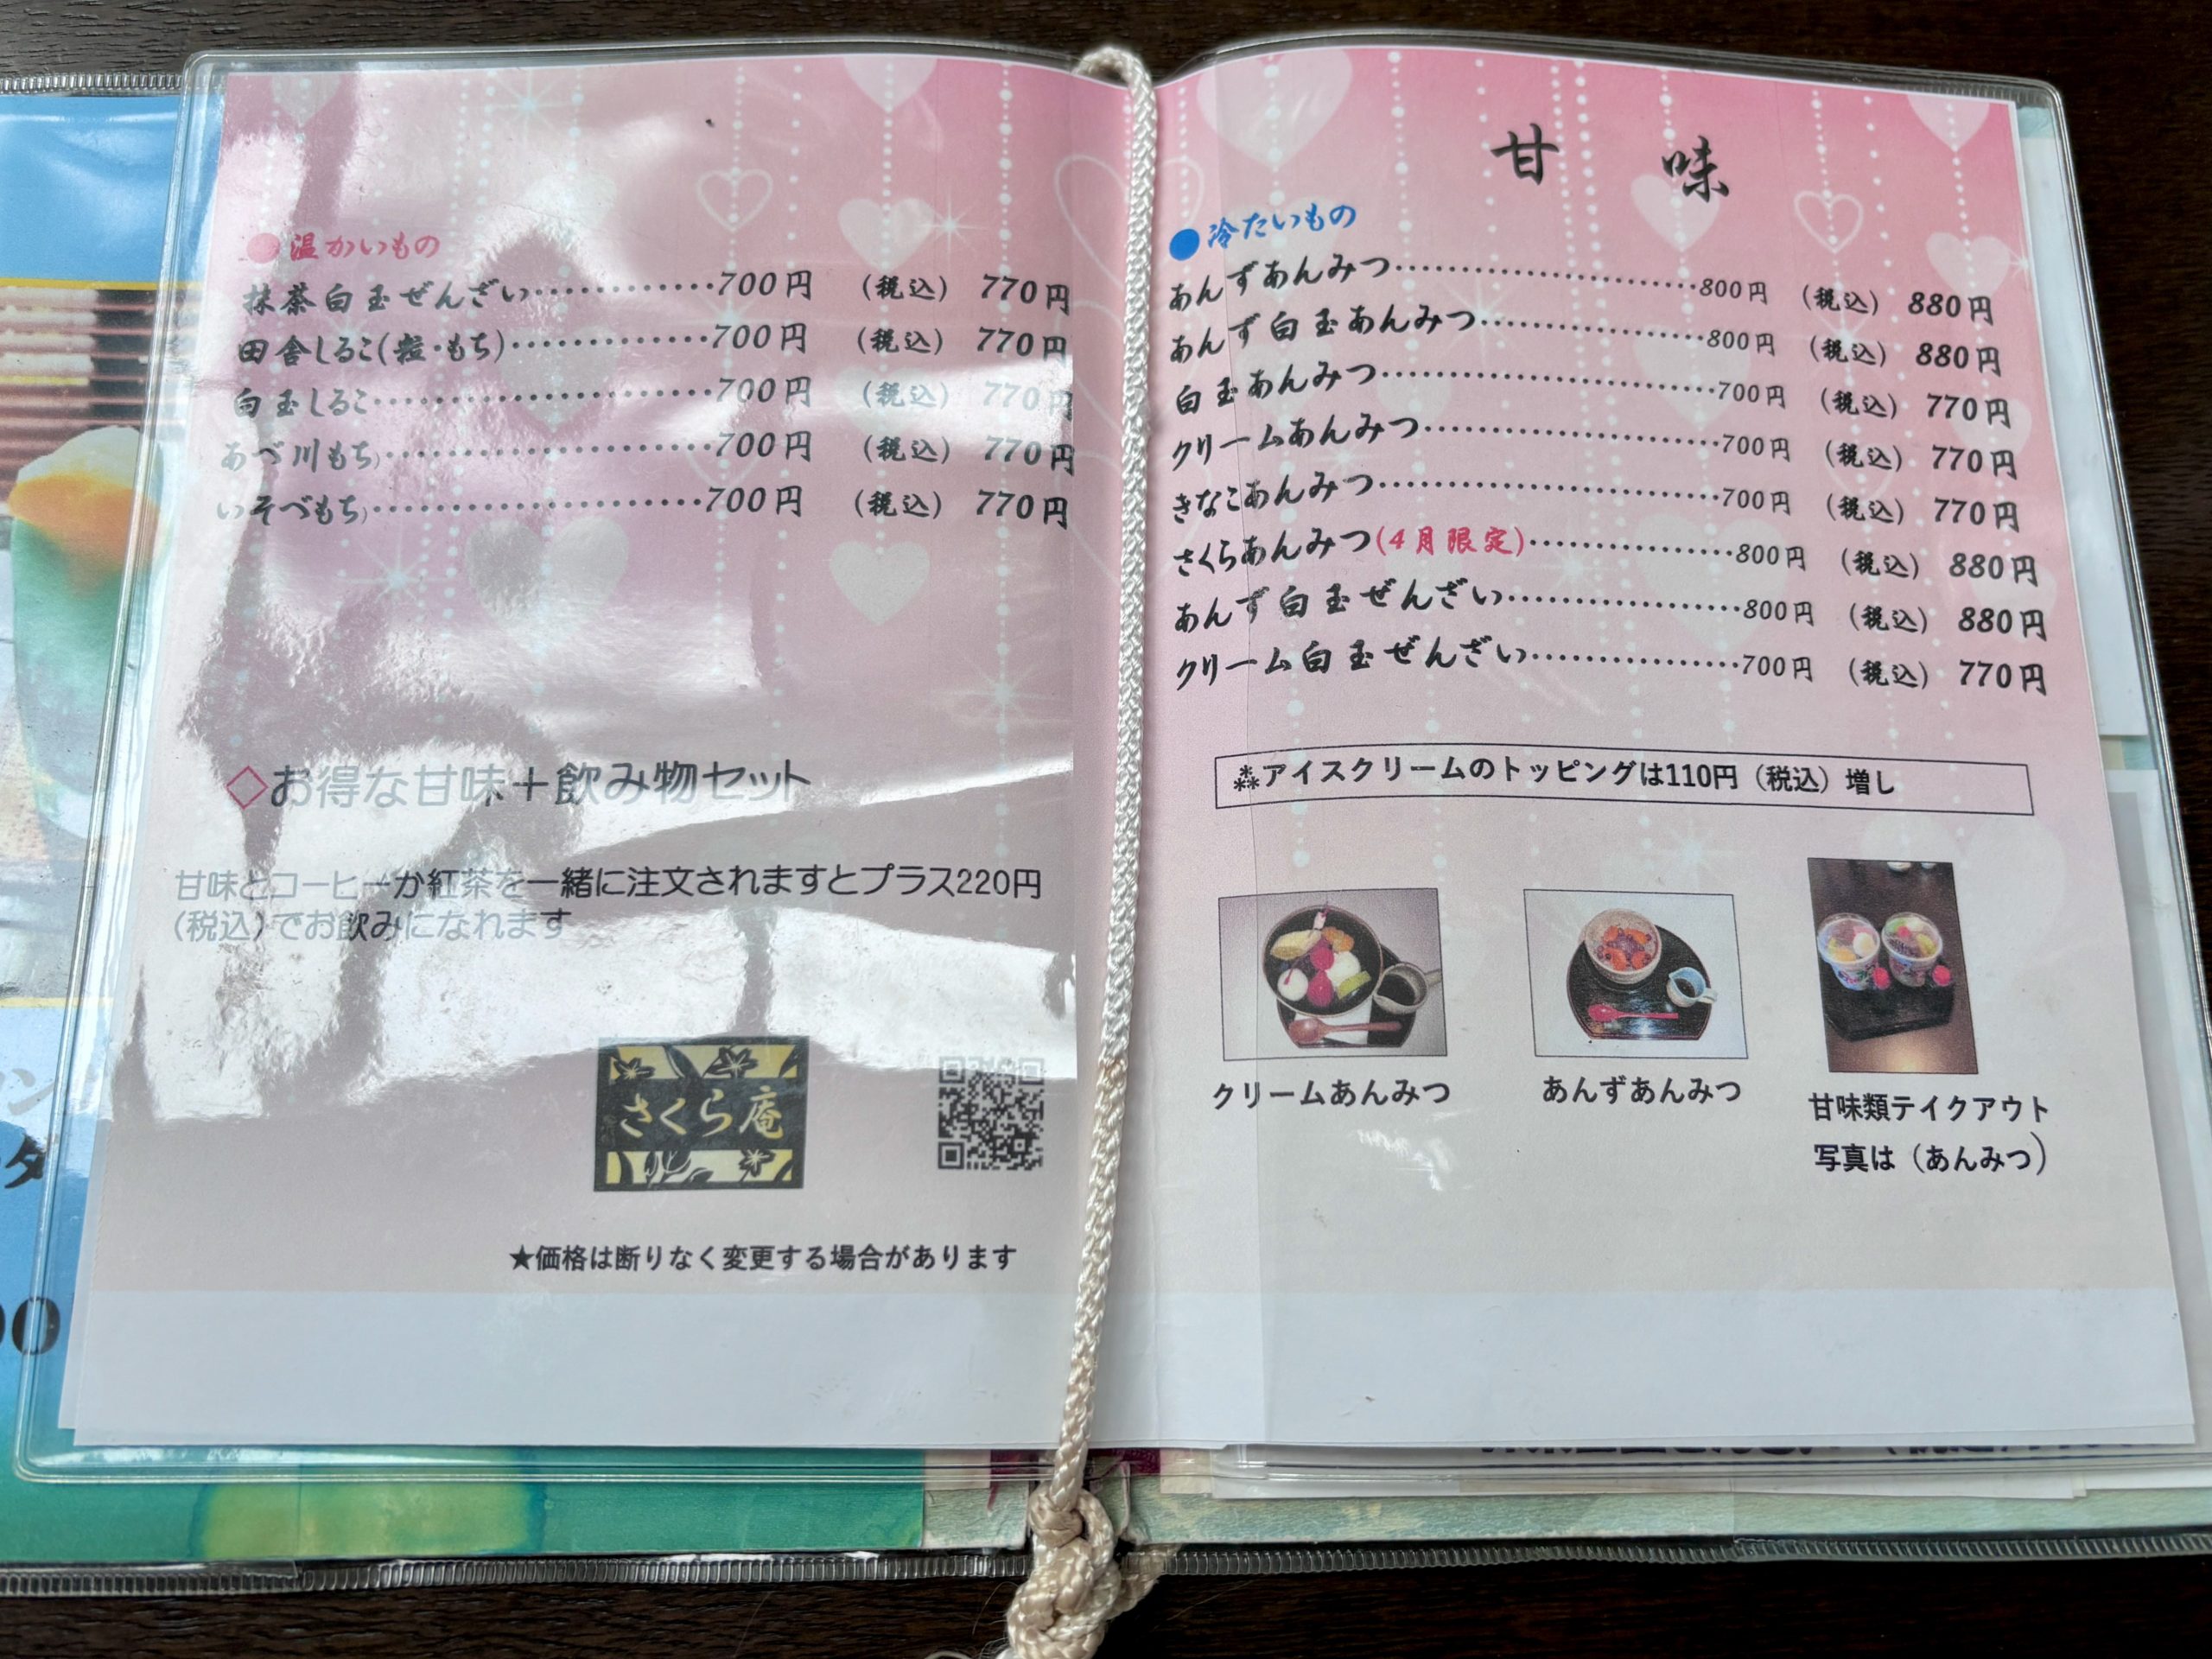 甘 味
●冷たいもの
あんずあんみつ……………………800円 (税込) 880円
あんず白玉あんみつ………………800円 (税込) 880円
白玉あんみつ………………………700円 (税込) 770円
クリームあんみつ…………………700円 (税込) 770円
きなこあんみつ……………………700円 (税込) 770円
さくらあんみつ(4月限定)…………800円 (税込) 880円
あんず白玉ぜんざい………………800円 (税込) 880円
クリーム白玉ぜんざい……………700円 (税込) 770円
⁂アイスクリームのトッピングは110円（税込）増し
クリームあんみつ
あんずあんみつ
甘味類テイクアウト
写真は（あんみつ）
●温かいもの
抹茶白玉ぜんざい…………700円 (税込) 770円
田舎しるこ(粒・もち)…………700円 (税込) 770円
白玉しるこ……………………700円 (税込) 770円
あべ川もち)……………………700円 (税込) 770円
いそべもち)……………………700円 (税込) 770円
◇お得な甘味＋飲み物セット
甘味とコーヒーか紅茶を一緒に注文されますとプラス220円
(税込)でお飲みになれます
さくら庵
★価格は断りなく変更する場合があります